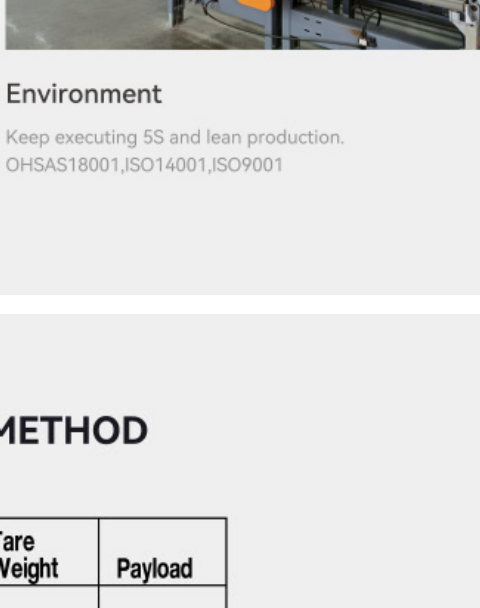 Environment
Keep executing 5S and lean production.
OHSAS18001,ISO14001,ISO9001
METHOD
Tare
Weight
Payload